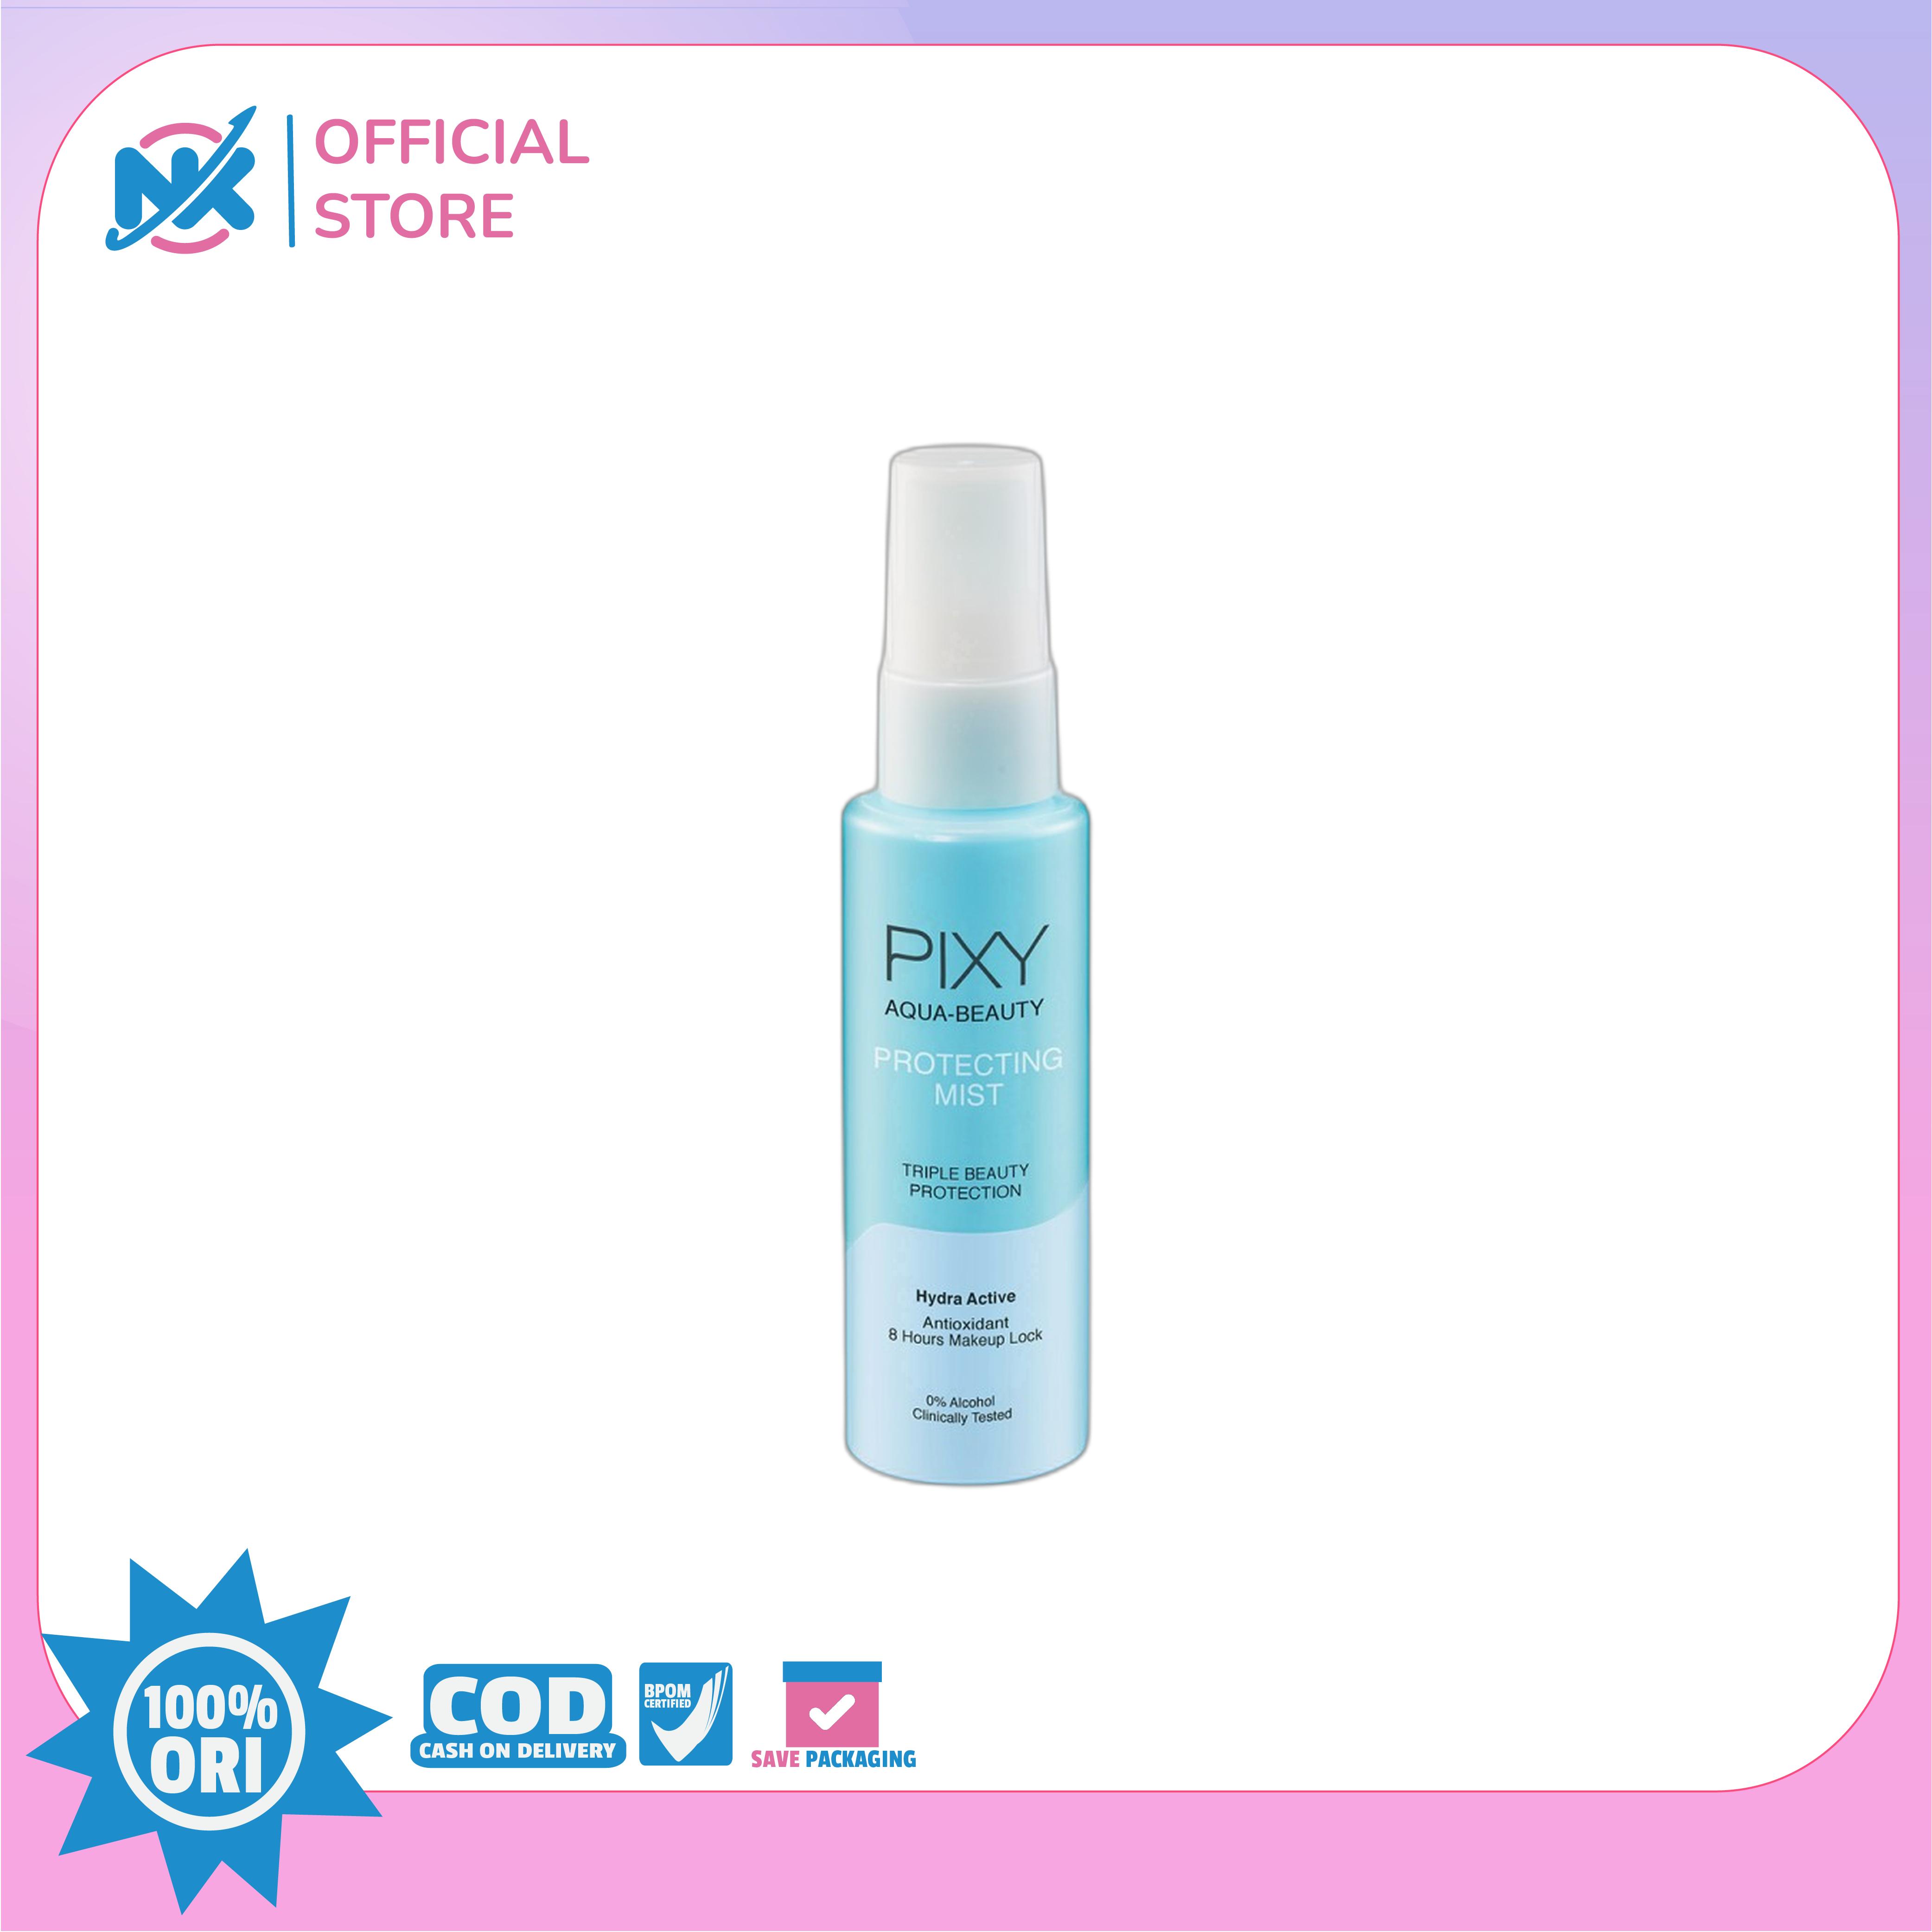 NK
OFFICIAL
STORE
PIXY
AQUA-BEAUTY
PROTECTING
MIST
TRIPLE BEAUTY
PROTECTION
Hydra Active
Antioxidant
8 Hours Makeup Lock
0% Alcohol
Clinically Tested
100%
ORI
COD
CASH ON DELIVERY
BPOM
CERTIFIED
SAVE PACKAGING